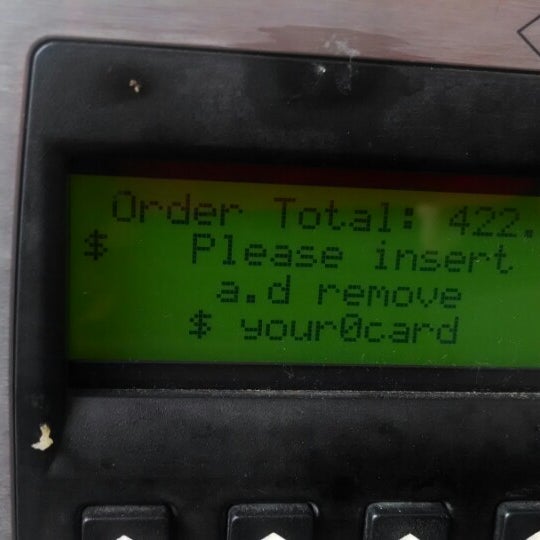 Order Total: 422.
$ Please insert
a.d remove
$ your0card